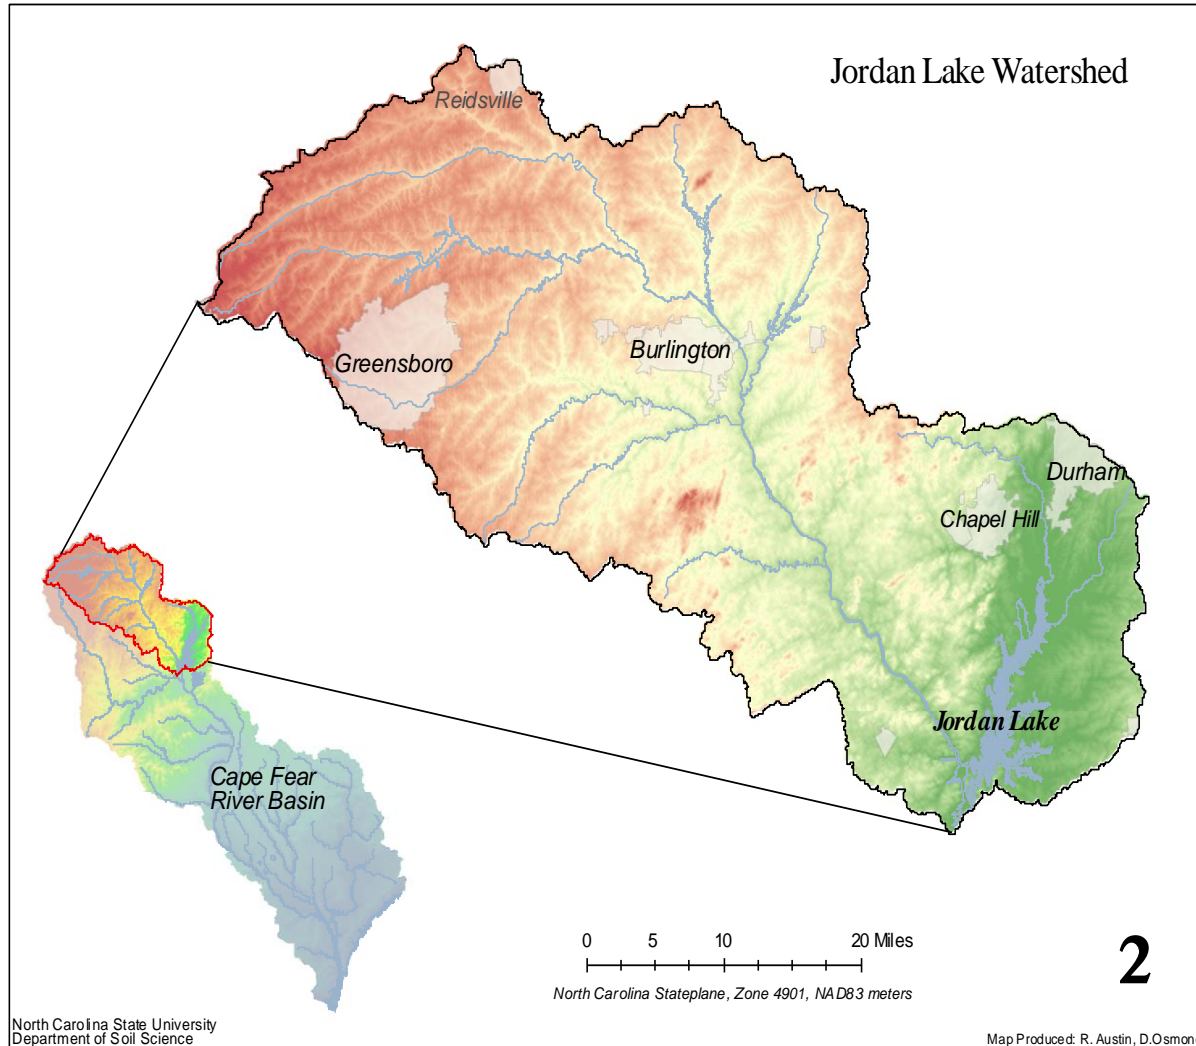 Jordan Lake Watershed
Reidsville
Greensboro
Burlington
Durham
Chapel Hill
Jordan Lake
Cape Fear
River Basin
0 5 10 20 Miles
North Carolina Stateplane, Zone 4901, NAD83 meters
2
North Carolina State University
Department of Soil Science
Map Produced: R. Austin, D.Osmon